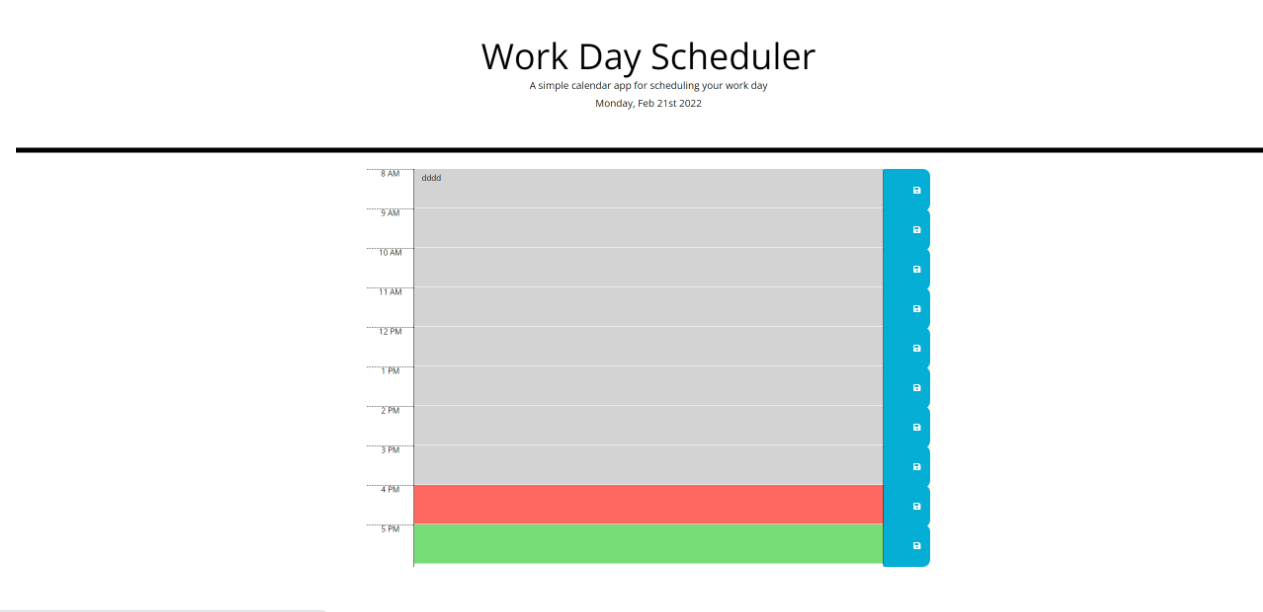 Work Day Scheduler
A simple calendar app for scheduling your work day
Monday, Feb 21st 2022
8 AM
dddd
9 AM
10 AM
11 AM
12 PM
1 PM
2 PM
3 PM
4 PM
5 PM